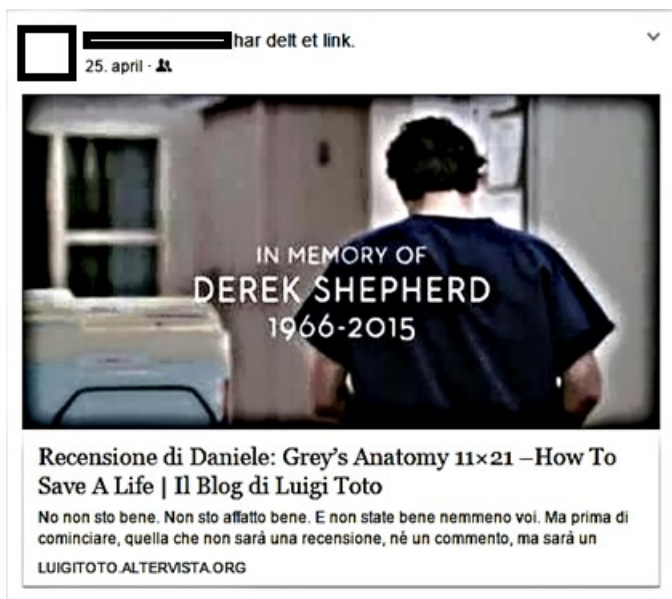 har delt et link.
25. april ·
IN MEMORY OF
DEREK SHEPHERD
1966-2015
Recensione di Daniele: Grey's Anatomy 11×21 –How To
Save A Life | Il Blog di Luigi Toto
No non sto bene. Non sto affatto bene. E non state bene nemmeno voi. Ma prima di
cominciare, quella che non sarà una recensione, nè un commento, ma sarà un
LUIGITOTO.ALTERVISTA.ORG